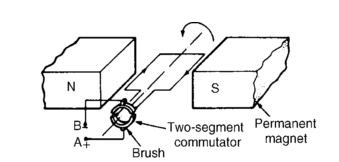 N
S
B
A+
Two-segment
commutator
Brush
Permanent
magnet